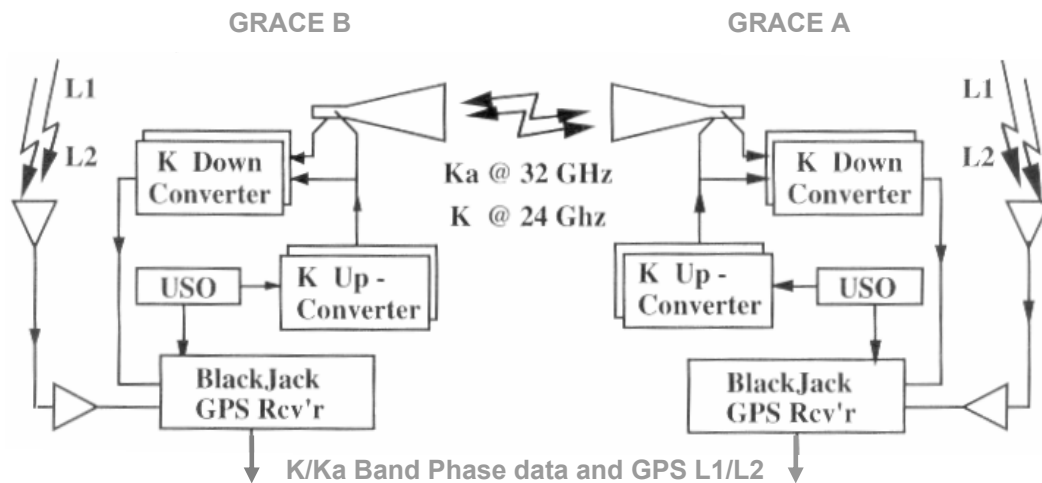 GRACE B
GRACE A
L1
L2
K Down
Converter
Ka @ 32 GHz
K @ 24 Ghz
K Down
Converter
L1
L2
USO
K Up -
Converter
K Up -
Converter
USO
BlackJack
GPS Rcv'r
BlackJack
GPS Rcv'r
K/Ka Band Phase data and GPS L1/L2